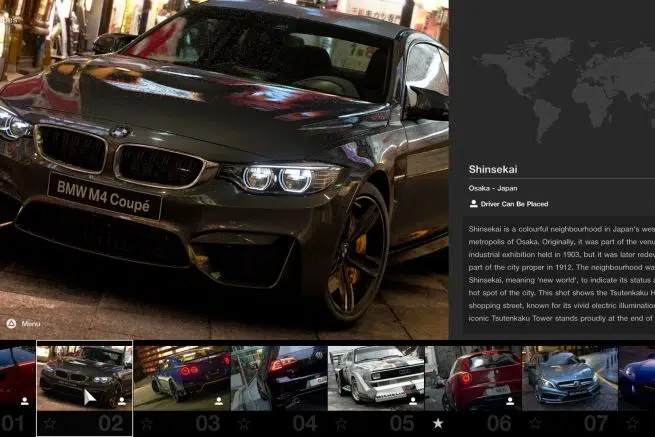 BMW M4 Coupé
Menu
Shinsekai
Osaka - Japan
Driver Can Be Placed
Shinsekai is a colourful neighbourhood in Japan's wes
metropolis of Osaka. Originally, it was part of the venu
industrial exhibition held in 1903, but it was later redev
part of the city proper in 1912. The neighbourhood wa
Shinsekai, meaning 'new world', to indicate its status a
hot spot of the city. This shot shows the Tsutenkaku H
shopping street, known for its vivid electric illumination
iconic Tsutenkaku Tower stands proudly at the end of
01 02 03 04 05 06 07